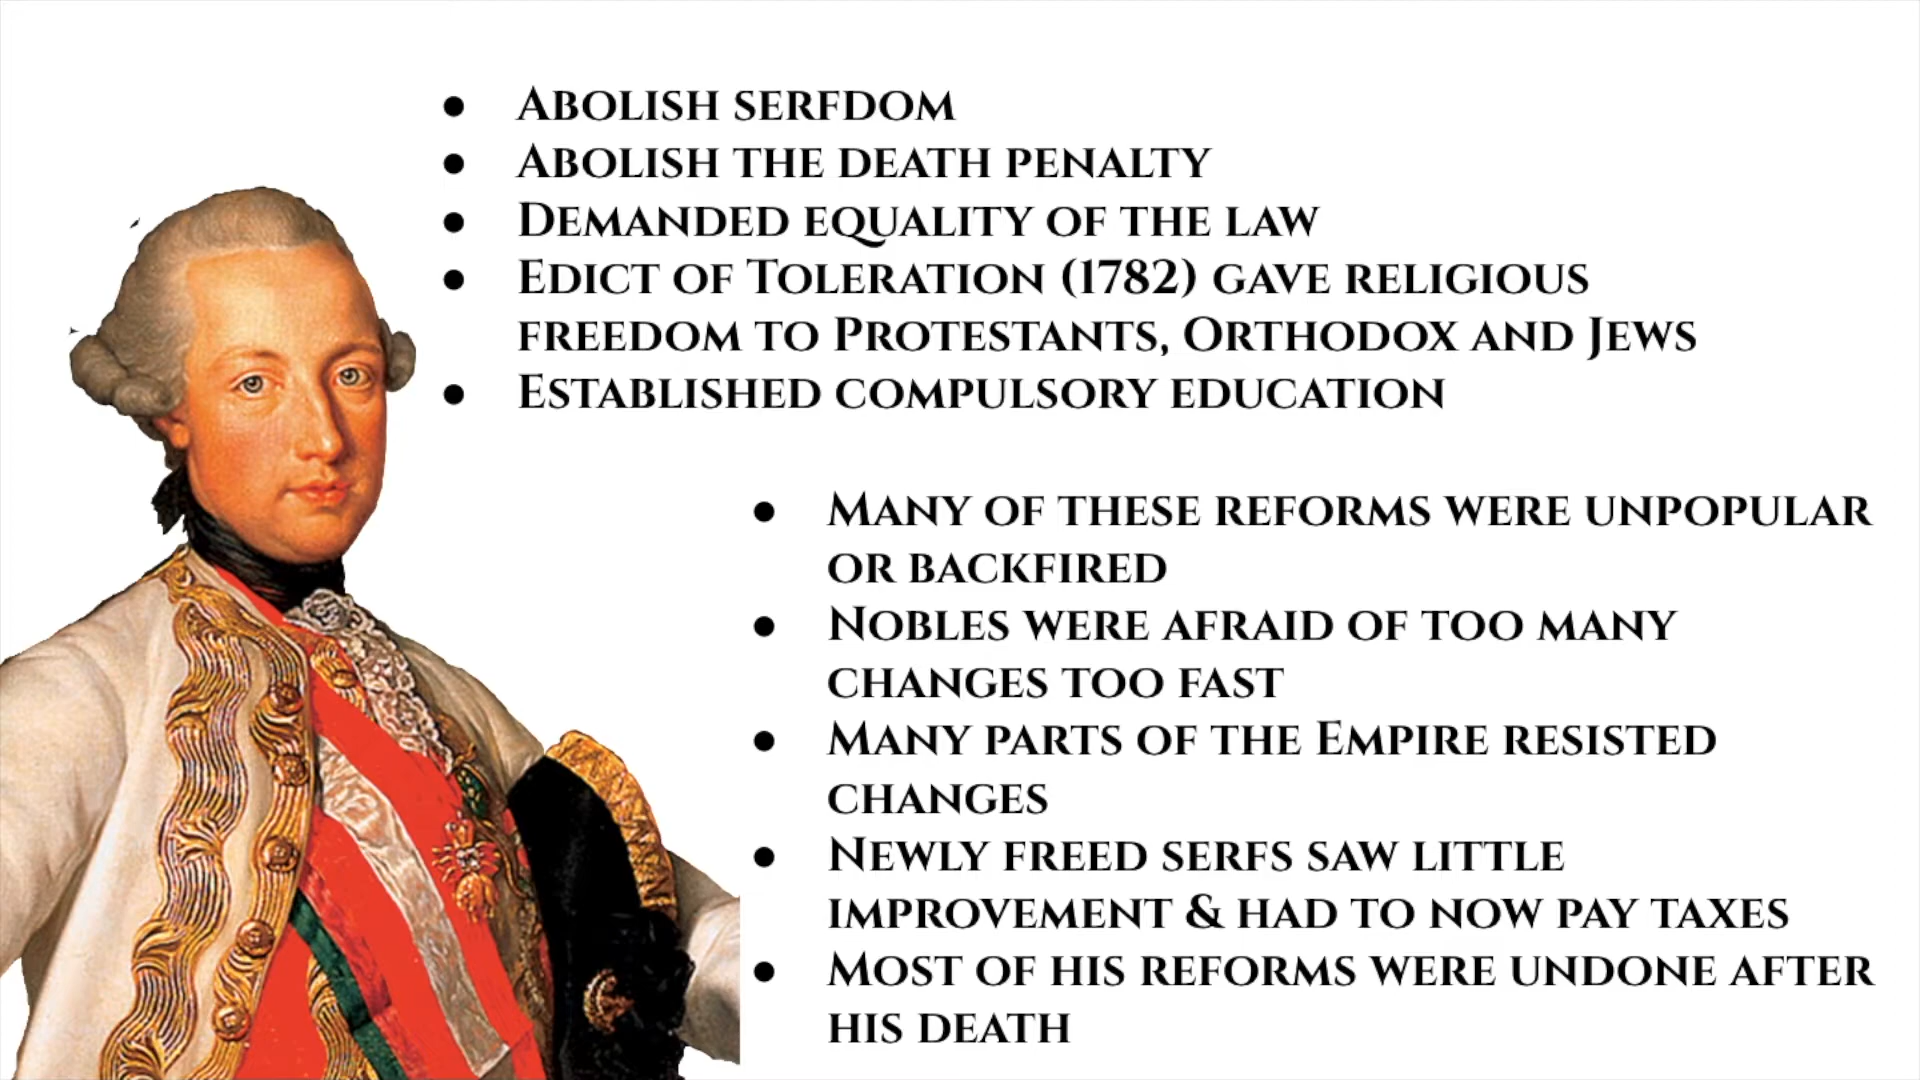 ● Abolish serfdom
● Abolish the death penalty
● Demanded equality of the law
● Edict of Toleration (1782) gave religious
freedom to Protestants, Orthodox and Jews
● Established compulsory education
● Many of these reforms were unpopular
or backfired
● Nobles were afraid of too many
changes too fast
● Many parts of the Empire resisted
changes
● Newly freed serfs saw little
improvement & had to now pay taxes
● Most of his reforms were undone after
his death